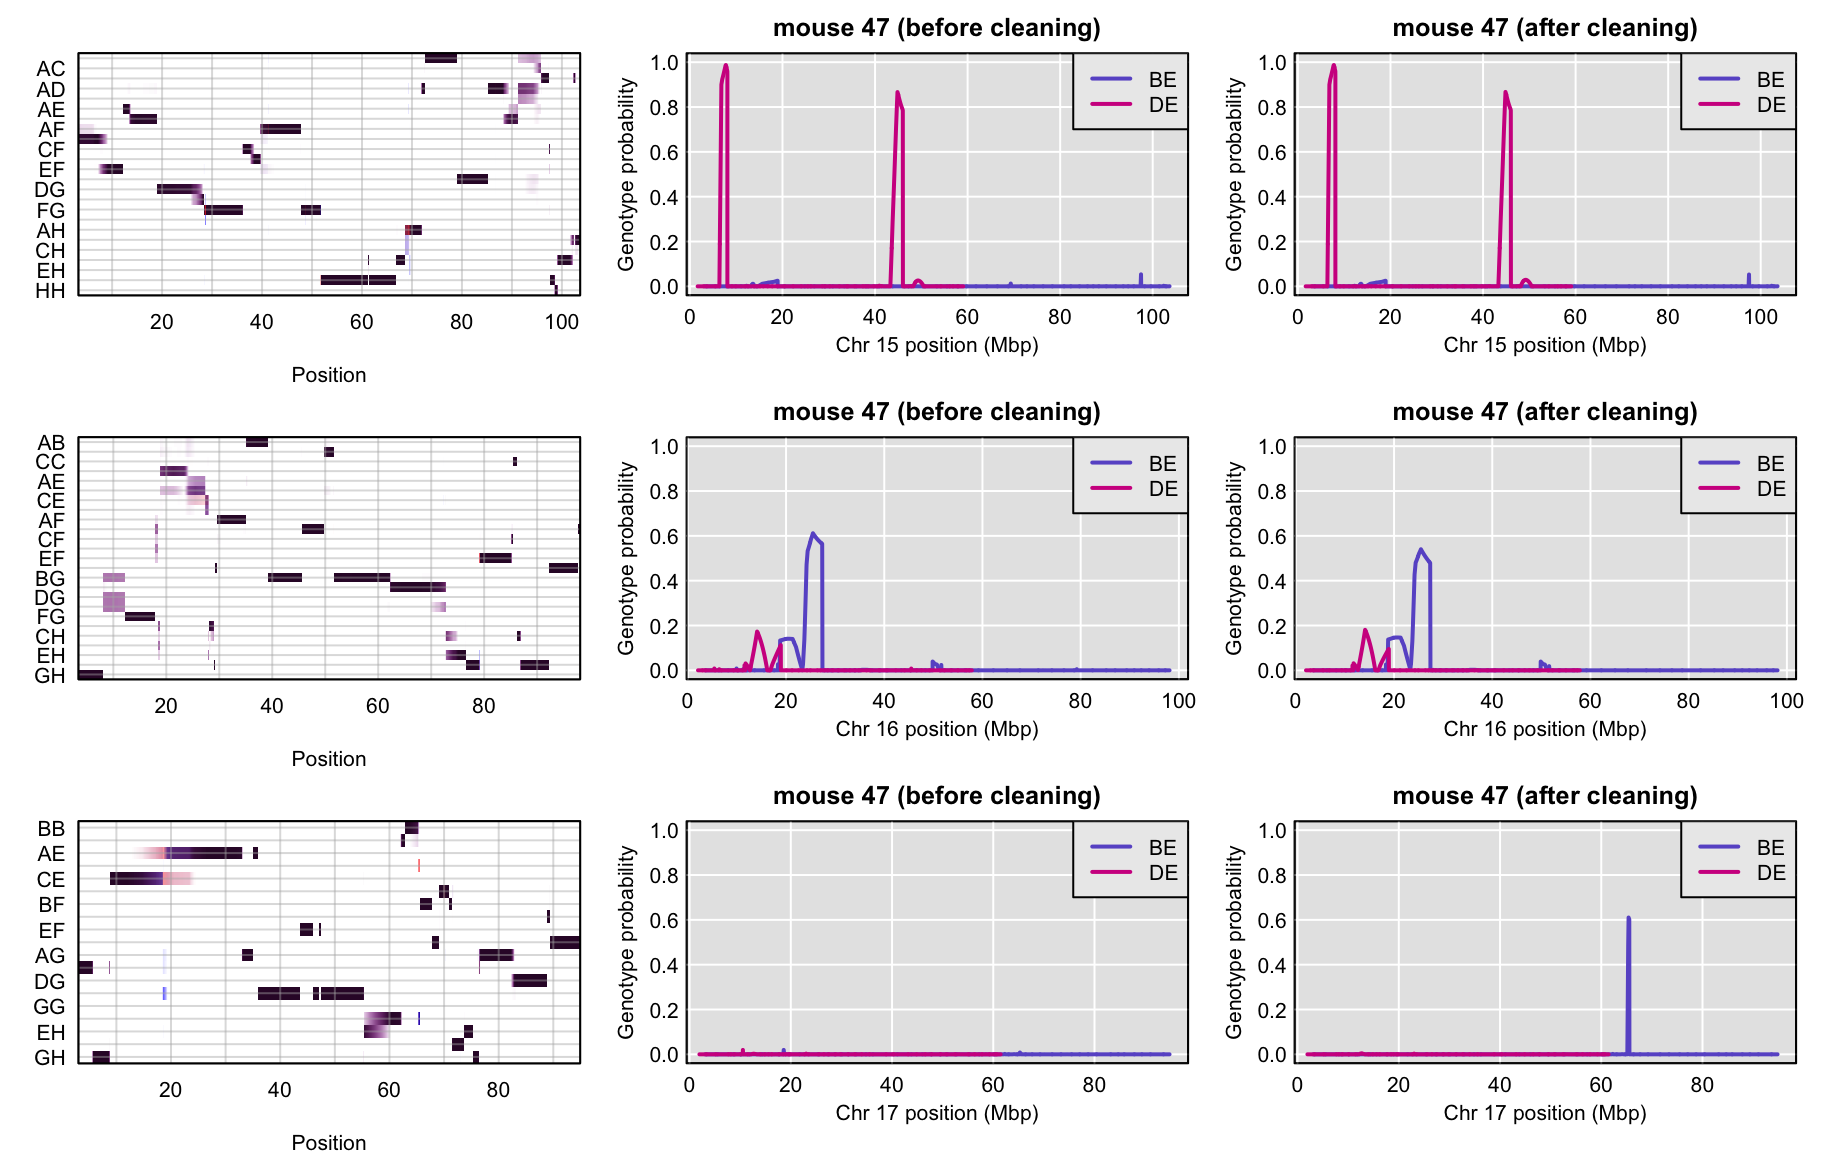 mouse 47 (before cleaning)
mouse 47 (after cleaning)
AC
AD
AE
AF
CF
EF
DG
FG
AH
CH
EH
HH
20 40 60 80 100
Position
Genotype probability
1.0
0.8
0.6
0.4
0.2
0.0
BE
DE
0 20 40 60 80 100
Chr 15 position (Mbp)
Genotype probability
1.0
0.8
0.6
0.4
0.2
0.0
BE
DE
0 20 40 60 80 100
Chr 15 position (Mbp)
mouse 47 (before cleaning)
mouse 47 (after cleaning)
AB
CC
AE
CE
AF
CF
EF
BG
DG
FG
CH
EH
GH
20 40 60 80
Position
Genotype probability
1.0
0.8
0.6
0.4
0.2
0.0
BE
DE
0 20 40 60 80 100
Chr 16 position (Mbp)
Genotype probability
1.0
0.8
0.6
0.4
0.2
0.0
BE
DE
0 20 40 60 80 100
Chr 16 position (Mbp)
mouse 47 (before cleaning)
mouse 47 (after cleaning)
BB
AE
CE
BF
EF
AG
DG
GG
EH
GH
20 40 60 80
Position
Genotype probability
1.0
0.8
0.6
0.4
0.2
0.0
BE
DE
0 20 40 60 80
Chr 17 position (Mbp)
Genotype probability
1.0
0.8
0.6
0.4
0.2
0.0
BE
DE
0 20 40 60 80
Chr 17 position (Mbp)